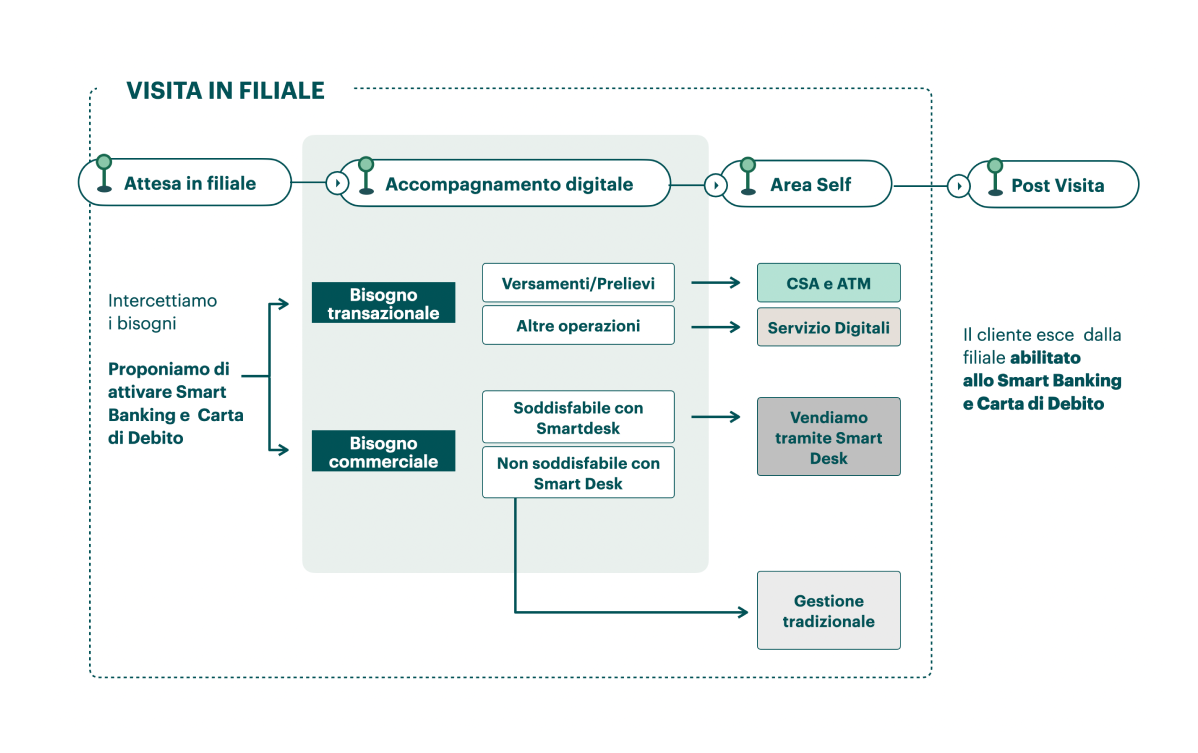 VISITA IN FILIALE
Attesa in filiale
Accompagnamento digitale
Area Self
Post Visita
Intercettiamo
i bisogni
Proponiamo di
attivare Smart
Banking e Carta
di Debito
Bisogno
transazionale
Versamenti/Prelievi
Altre operazioni
CSA e ATM
Servizio Digitali
Bisogno
commerciale
Soddisfabile con
Smartdesk
Non soddisfabile con
Smart Desk
Vendiamo
tramite Smart
Desk
Gestione
tradizionale
Il cliente esce dalla
filiale abilitato
allo Smart Banking
e Carta di Debito